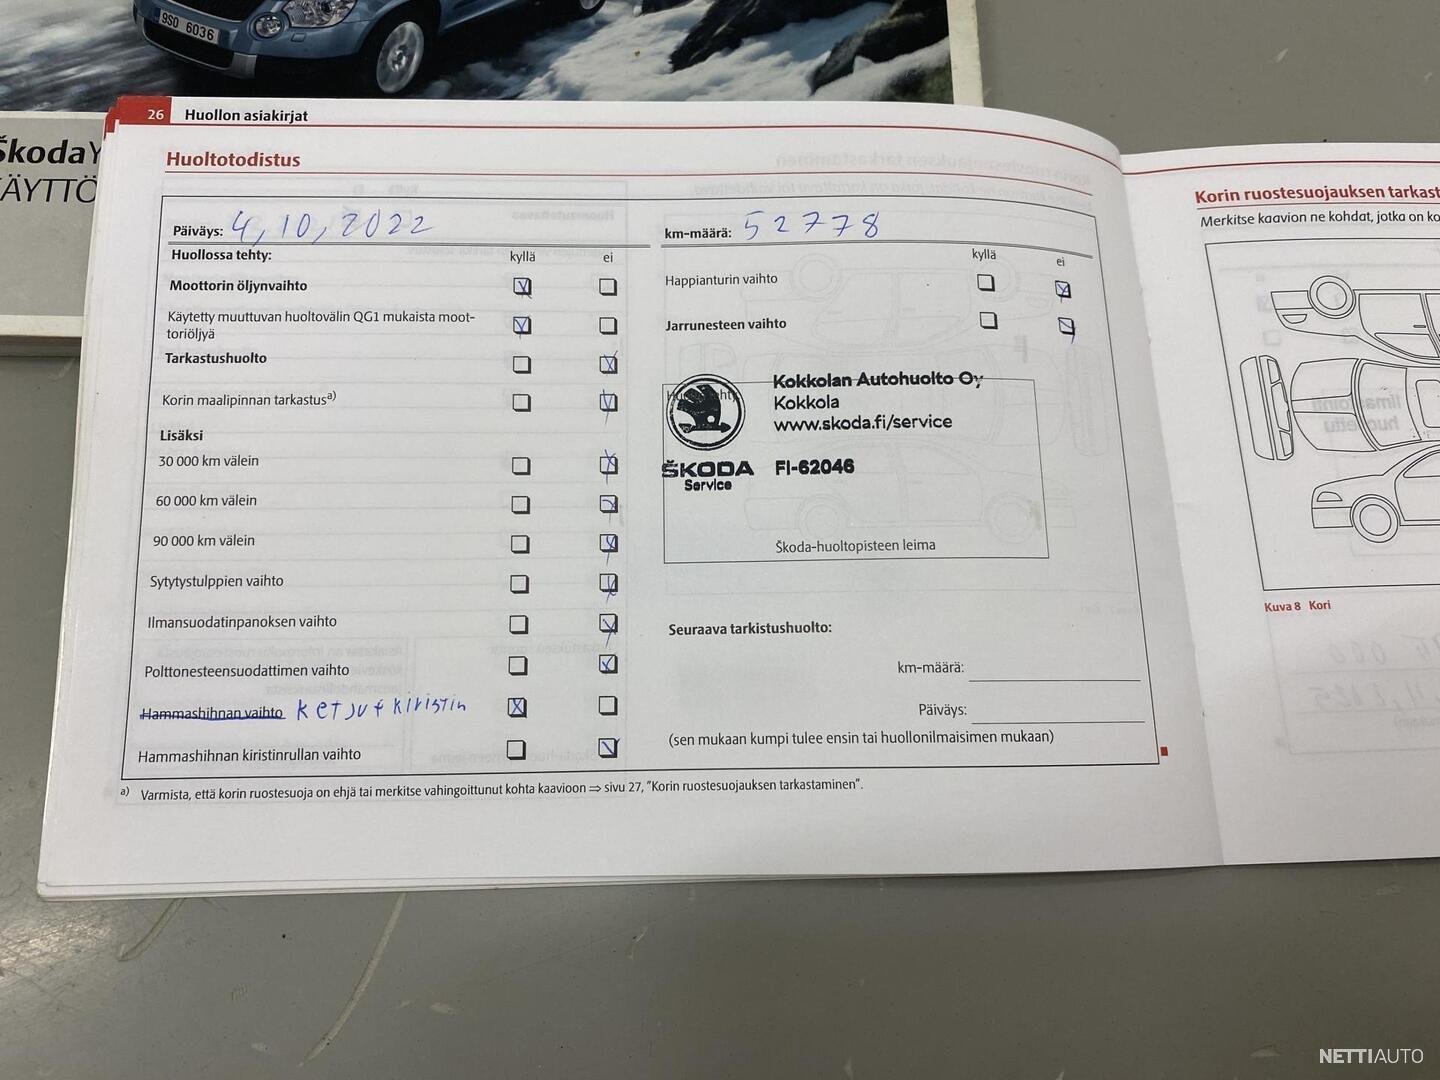 9S0 6036
ŠkodaY
KÄYTTÖ
26 Huollon asiakirjat
Huoltotodistus
Päiväys: 4,10,2022
Huollossa tehty: kyllä ei
Moottorin öljynvaihto
Käytetty muuttuvan huoltovälin QG1 mukaista moot-
toriöljyä
Tarkastushuolto
Korin maalipinnan tarkastus a)
Lisäksi
30 000 km välein
60 000 km välein
90 000 km välein
Sytytystulppien vaihto
Ilmansuodatinpanoksen vaihto
Polttonesteensuodattimen vaihto
Hammashihnan vaihto ketju+kiristin
Hammashihnan kiristinrullan vaihto
km-määrä: 52778
kyllä ei
Happianturin vaihto
Jarrunesteen vaihto
Kokkolan Autohuolto Oy
Kokkola
www.skoda.fi/service
ŠKODA FI-62046
Service
Škoda-huoltopisteen leima
Seuraava tarkistushuolto:
km-määrä:
Päiväys:
(sen mukaan kumpi tulee ensin tai huollonilmaisimen mukaan)
a) Varmista, että korin ruostesuoja on ehjä tai merkitse vahingoittunut kohta kaavioon ⇒ sivu 27, "Korin ruostesuojauksen tarkastaminen".
Korin ruostesuojauksen tarkast
Merkitse kaavion ne kohdat, jotka on ko
Kuva 8 Kori
NETTIAUTO